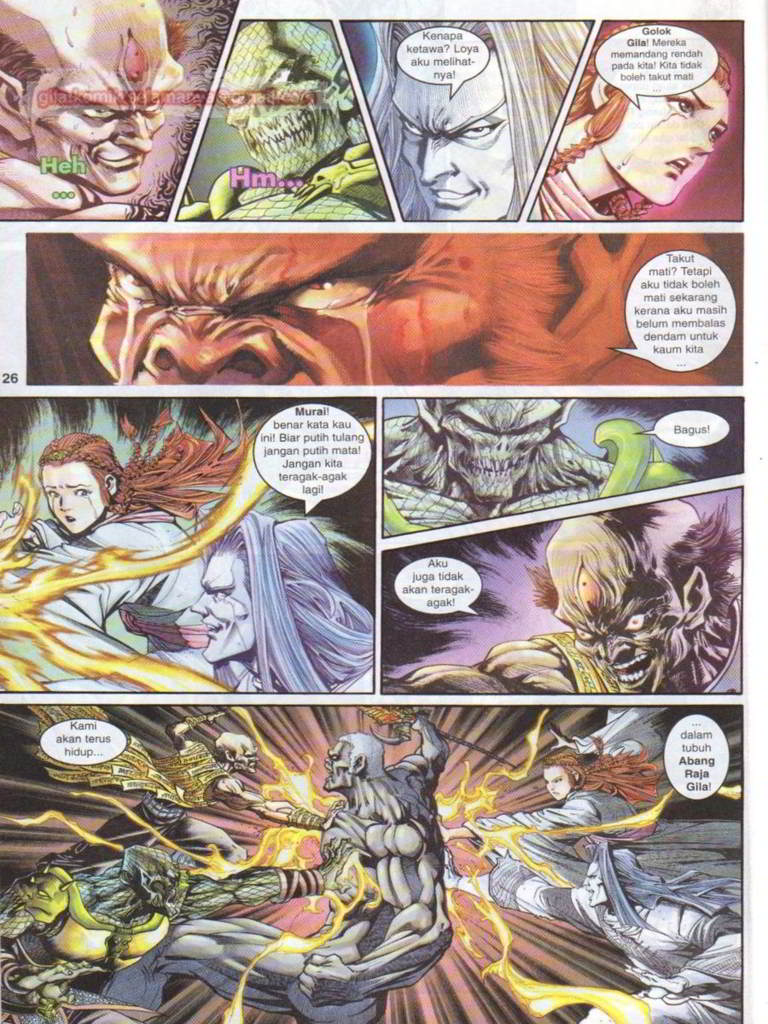 Heh
...
Hm...
Kenapa
ketawa? Loya
aku melihat-
nya!
Golok
Gila! Mereka
memandang rendah
pada kita! Kita tidak
boleh takut mati
...
Takut
mati? Tetapi
aku tidak boleh
mati sekarang
kerana aku masih
belum membalas
dendam untuk
kaum kita
...
26
Murai!
benar kata kau
ini! Biar putih tulang
jangan putih mata!
Jangan kita
teragak-agak
lagi!
Bagus!
Aku
juga tidak
akan teragak-
agak!
Kami
akan terus
hidup...
...
dalam
tubuh
Abang
Raja
Gila!